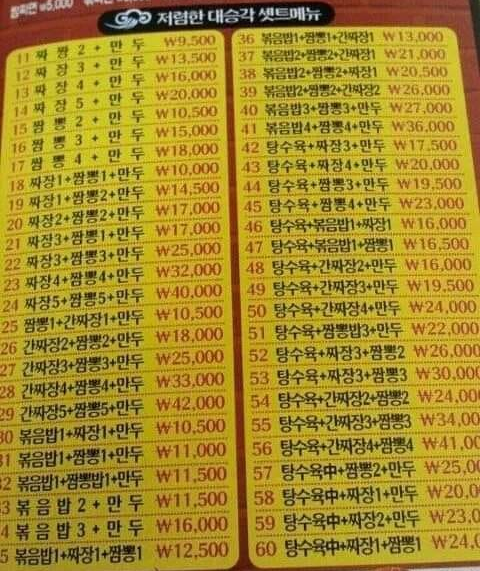 ₩5,000
저렴한 대승각 셋트메뉴
11 짜 짱 2 + 만 두 ₩9,500
12 짜 장 3 + 만 두 ₩13,500
13 짜 장 4 + 만 두 ₩16,000
14 짜 장 5 + 만 두 ₩20,000
15 짬 뽕 2 + 만 두 ₩10,500
16 짬 뽕 3 + 만 두 ₩15,000
17 짬 뽕 4 + 만 두 ₩18,000
18 짜장1+짬뽕1+만두 ₩10,000
19 짜장1+짬뽕2+만두 ₩14,500
20 짜장2+짬뽕2+만두 ₩17,000
21 짜장3+짬뽕1+만두 ₩17,000
22 짜장3+짬뽕3+만두 ₩25,000
23 짜장4+짬뽕4+만두 ₩32,000
24 짜장5+짬뽕5+만두 ₩40,000
25 짬뽕1+간짜장1+만두 ₩10,500
26 간짜장2+짬뽕2+만두 ₩18,000
27 간짜장3+짬뽕3+만두 ₩25,000
28 간짜장4+짬뽕4+만두 ₩33,000
29 간짜장5+짬뽕5+만두 ₩42,000
30 볶음밥1+짜장1+만두 ₩10,500
31 볶음밥1+짬뽕1+만두 ₩11,000
32 볶음밥1+짬뽕밥1+만두 ₩11,500
33 볶 음 밥 2 + 만 두 ₩11,500
4 볶 음 밥 3 + 만 두 ₩16,000
5 볶음밥1+짜장1+짬뽕1 ₩12,500
36 볶음밥1+짬뽕1+간짜장1 ₩13,000
37 볶음밥2+짬뽕2+간짜장1 ₩21,000
38 볶음밥2+짬뽕2+짜장1 ₩20,500
39 볶음밥2+짬뽕2+간짜장2 ₩26,000
40 볶음밥3+짬뽕3+만두 ₩27,000
41 볶음밥4+짬뽕4+만두 ₩36,000
42 탕수육+짜장3+만두 ₩17,500
43 탕수육+짜장4+만두 ₩20,000
44 탕수육+짬뽕3+만두 ₩19,500
45 탕수육+짬뽕4+만두 ₩23,000
46 탕수육+볶음밥1+짜장1 ₩16,000
47 탕수육+볶음밥1+짬뽕1 ₩16,500
48 탕수육+간짜장2+만두 ₩16,000
49 탕수육+간짜장3+만두 ₩19,500
50 탕수육+간짜장4+만두 ₩24,000
51 탕수육+짬뽕밥3+만두 ₩22,000
52 탕수육+짜장3+짬뽕2 ₩26,000
53 탕수육+짜장3+짬뽕3 ₩30,000
54 탕수육+간짜장2+짬뽕2 ₩24,000
55 탕수육+간짜장3+짬뽕3 ₩34,000
56 탕수육+간짜장4+짬뽕4 ₩41,000
57 탕수육中+짬뽕2+만두 ₩25,00
58 탕수육中+짜장1+만두 ₩20,0
59 탕수육中+짜장2+만두 ₩23,0
60 탕수육中+짜장1+짬뽕1 ₩24,0